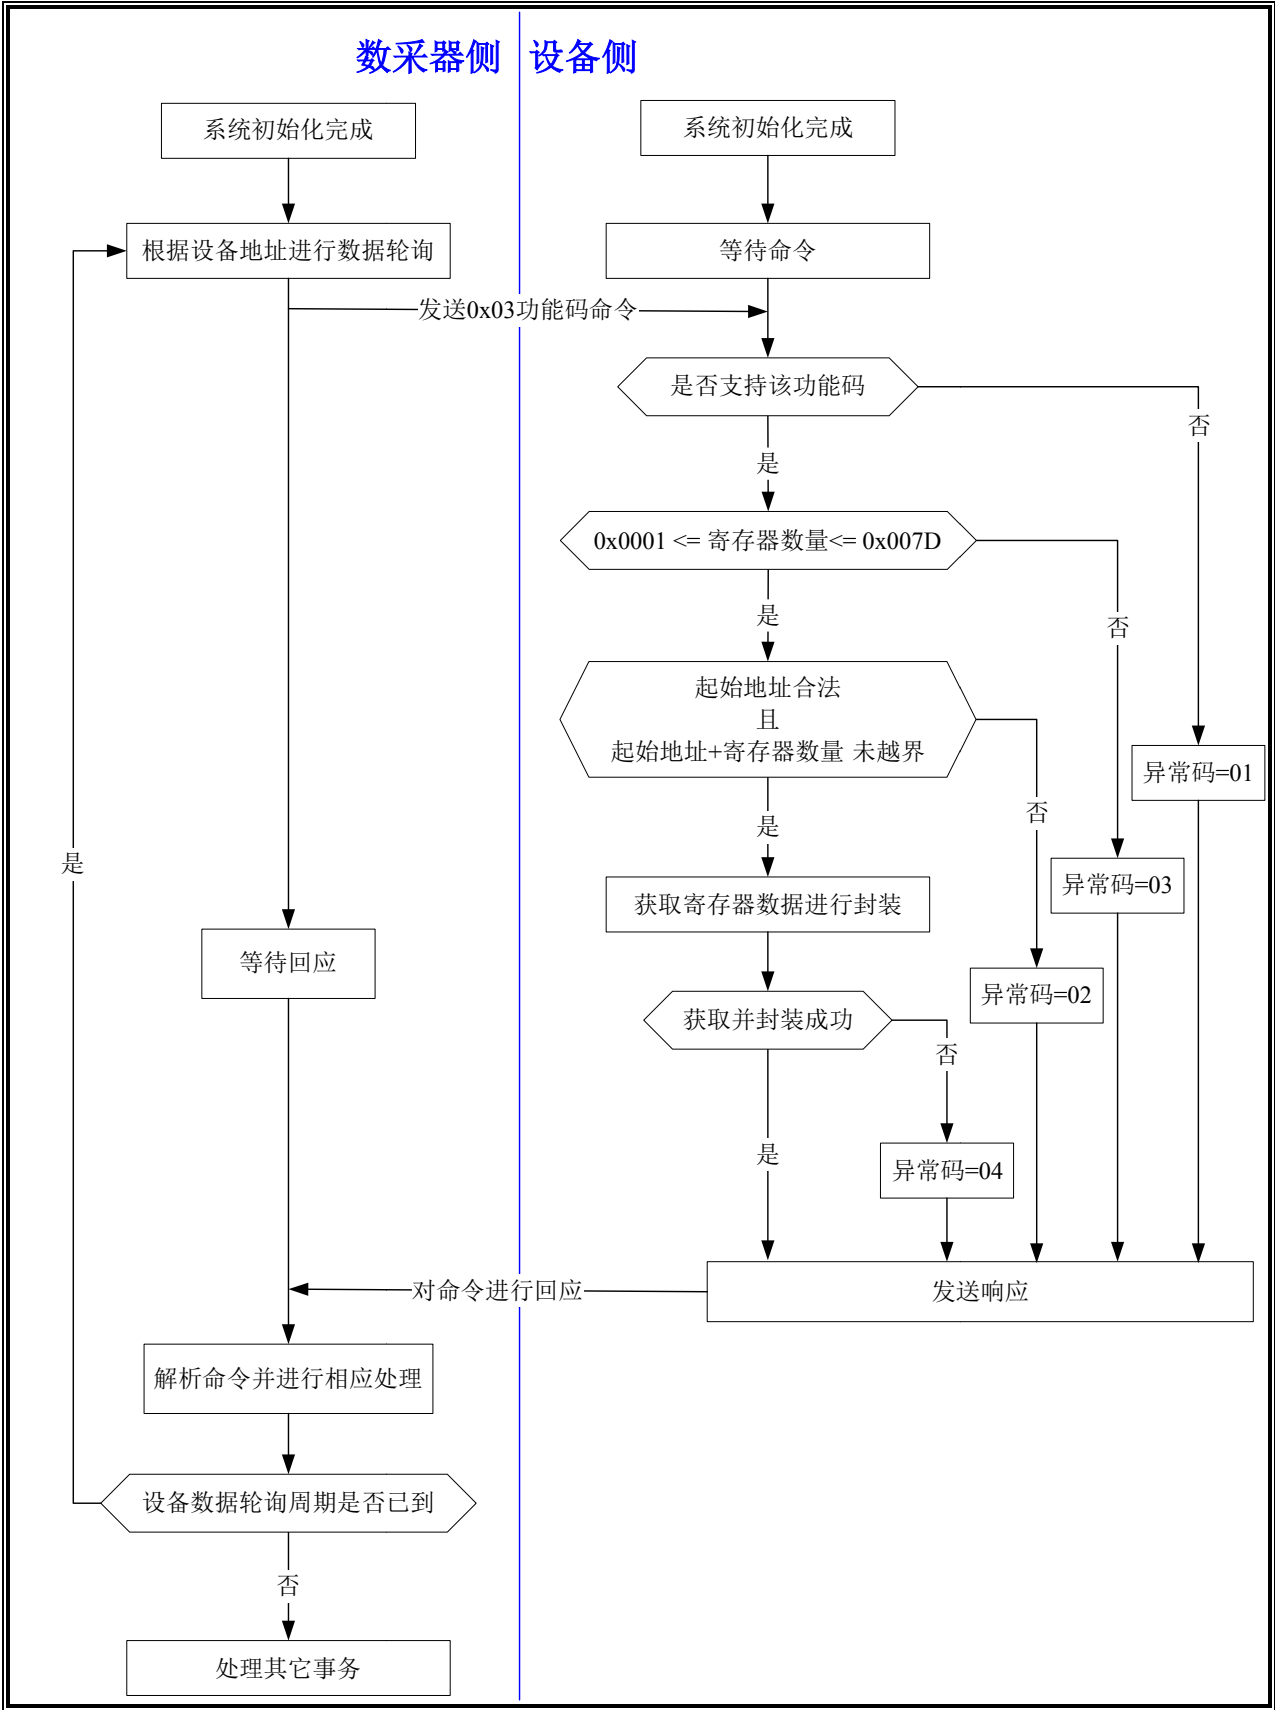 数采器侧
设备侧
系统初始化完成
系统初始化完成
根据设备地址进行数据轮询
等待命令
发送0x03功能码命令
是否支持该功能码
否
是
0x0001 <= 寄存器数量<= 0x007D
是
否
起始地址合法
且
起始地址+寄存器数量 未越界
异常码=01
否
是
是
异常码=03
获取寄存器数据进行封装
等待回应
异常码=02
获取并封装成功
否
是
异常码=04
对命令进行回应
发送响应
解析命令并进行相应处理
设备数据轮询周期是否已到
否
处理其它事务